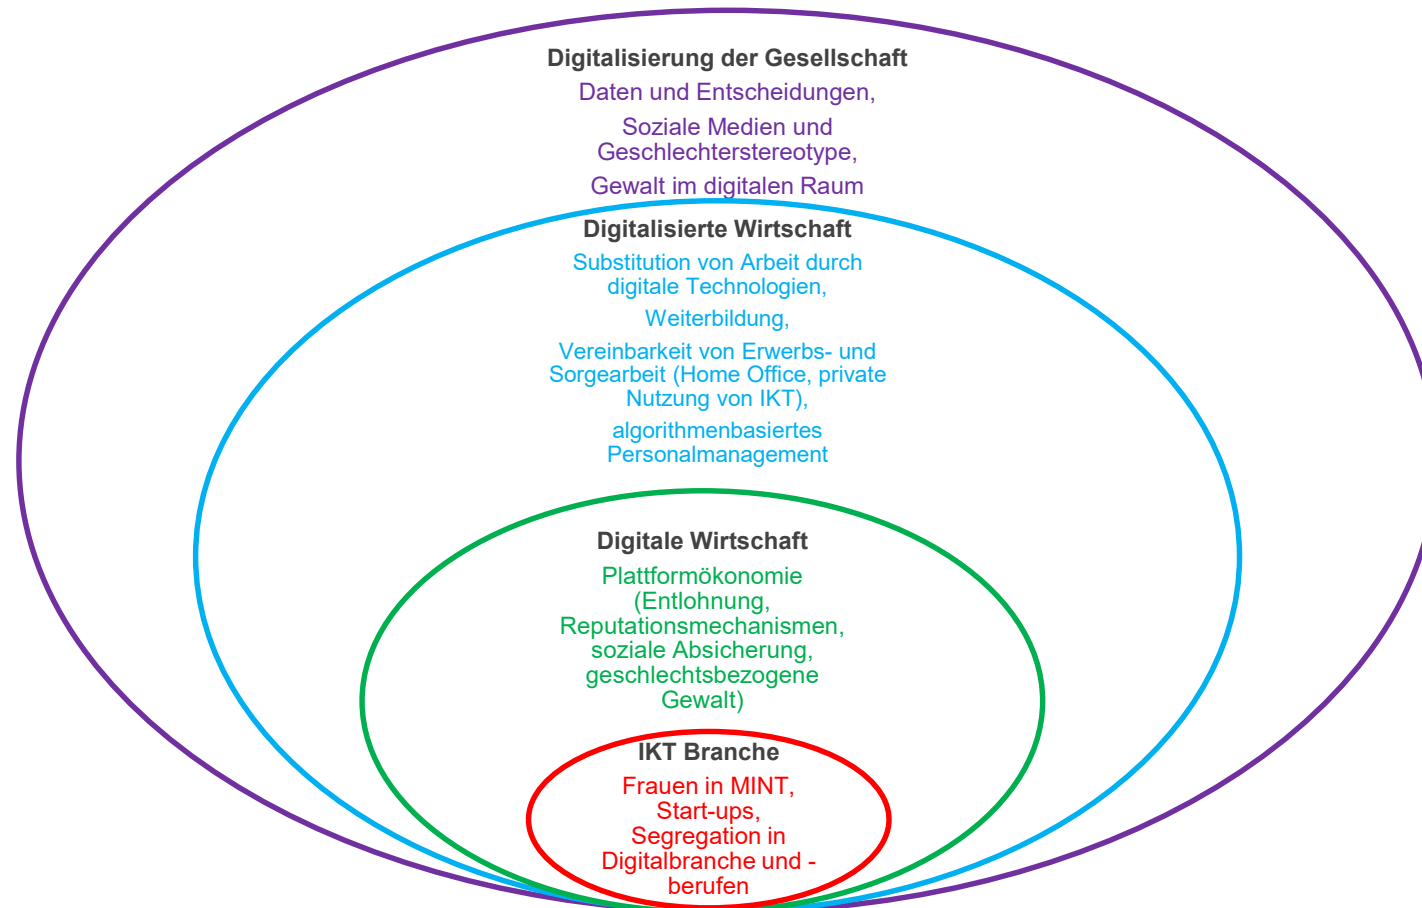 Digitalisierung der Gesellschaft
Daten und Entscheidungen,
Soziale Medien und
Geschlechterstereotype,
Gewalt im digitalen Raum
Digitalisierte Wirtschaft
Substitution von Arbeit durch
digitale Technologien,
Weiterbildung,
Vereinbarkeit von Erwerbs- und
Sorgearbeit (Home Office, private
Nutzung von IKT),
algorithmenbasiertes
Personalmanagement
Digitale Wirtschaft
Plattformökonomie
(Entlohnung,
Reputationsmechanismen,
soziale Absicherung,
geschlechtsbezogene
Gewalt)
IKT Branche
Frauen in MINT,
Start-ups,
Segregation in
Digitalbranche und -
berufen